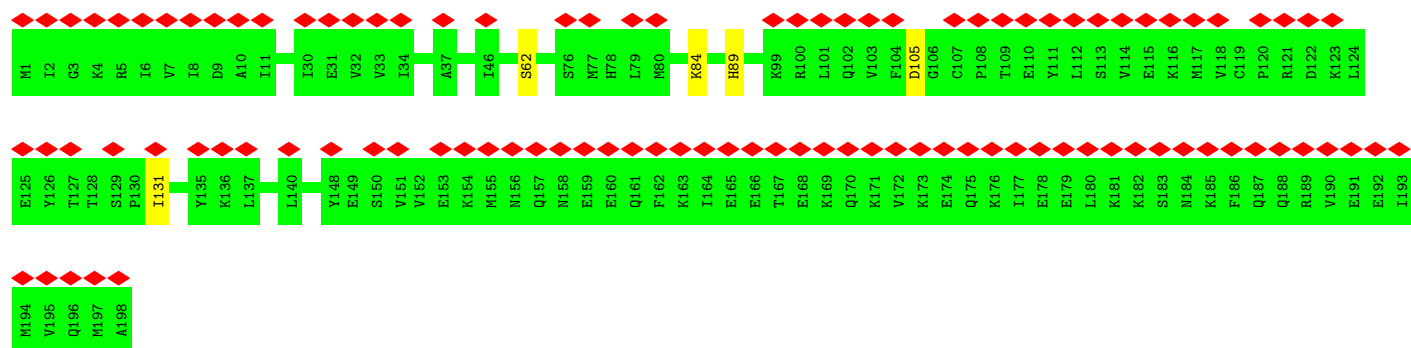 M1 I2 G3 K4 R5 I6 V7 I8 D9 A10 I11 I30 E31 V32 V33 I34 A37 I46 S62 S76 M77 H78 L79 M80 K84 H89 K99 R100 L101 Q102 V103 F104 D105 G106 C107 P108 T109 E110 Y111 L112 S113 V114 E115 K116 M117 V118 C119 P120 R121 D122 K123 L124
E125 Y126 T127 T128 S129 P130 I131 Y135 K136 L137 L140 Y148 E149 S150 V151 V152 E153 K154 M155 N156 Q157 N158 E159 E160 Q161 F162 K163 I164 E165 E166 T167 E168 K169 Q170 K171 V172 K173 E174 Q175 K176 I177 E178 E179 L180 K181 K182 S183 N184 K185 F186 Q187 Q188 R189 V190 E191 E192 I193
M194 V195 Q196 M197 A198